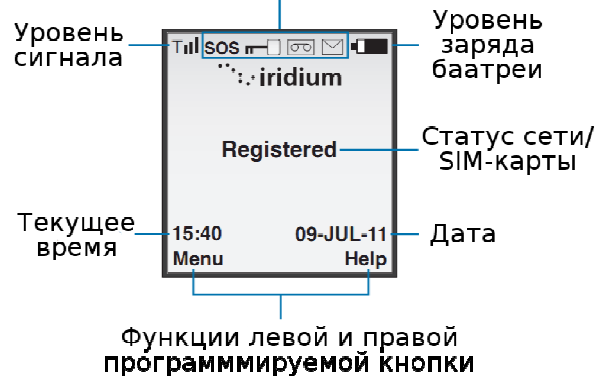 Уровень
сигнала
SOS
Уровень
заряда
баатреи
iridium
Registered
Статус сети/
SIM-карты
Текущее
время
15:40
09-JUL-11
Дата
Menu
Help
Функции левой и правой
программмируемой кнопки